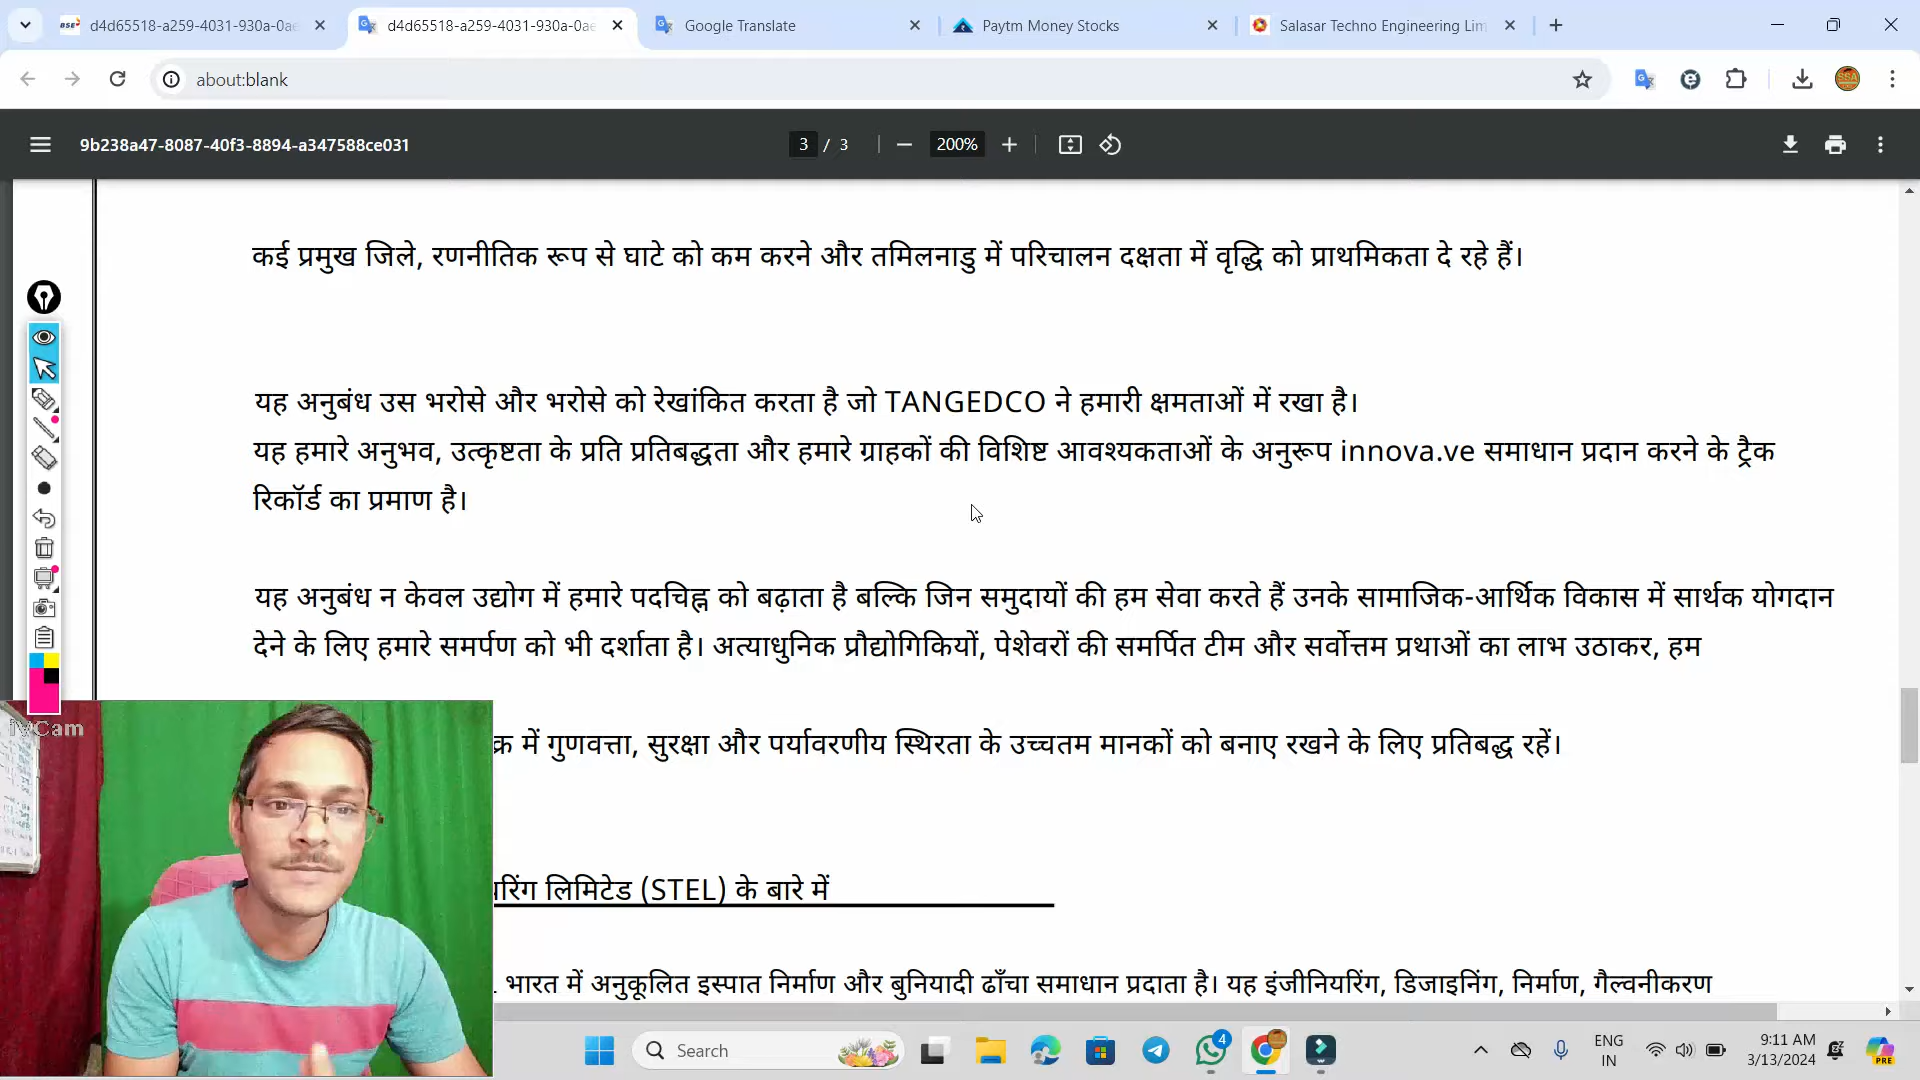 d4d65518-a259-4031-930a-0ae
d4d65518-a259-4031-930a-0ae
Google Translate
Paytm Money Stocks
Salasar Techno Engineering Lim
about:blank
9b238a47-8087-40f3-8894-a347588ce031
3 / 3
200%
कई प्रमुख जिले, रणनीतिक रूप से घाटे को कम करने और तमिलनाडु में परिचालन दक्षता में वृद्धि को प्राथमिकता दे रहे हैं।
यह अनुबंध उस भरोसे और भरोसे को रेखांकित करता है जो TANGEDCO ने हमारी क्षमताओं में रखा है।
यह हमारे अनुभव, उत्कृष्टता के प्रति प्रतिबद्धता और हमारे ग्राहकों की विशिष्ट आवश्यकताओं के अनुरूप innova.ve समाधान प्रदान करने के ट्रैक
रिकॉर्ड का प्रमाण है।
यह अनुबंध न केवल उद्योग में हमारे पदचिह्न को बढ़ाता है बल्कि जिन समुदायों की हम सेवा करते हैं उनके सामाजिक-आर्थिक विकास में सार्थक योगदान
देने के लिए हमारे समर्पण को भी दर्शाता है। अत्याधुनिक प्रौद्योगिकियों, पेशेवरों की समर्पित टीम और सर्वोत्तम प्रथाओं का लाभ उठाकर, हम
iVCam
क्र में गुणवत्ता, सुरक्षा और पर्यावरणीय स्थिरता के उच्चतम मानकों को बनाए रखने के लिए प्रतिबद्ध रहें।
यरिंग लिमिटेड (STEL) के बारे में
भारत में अनुकूलित इस्पात निर्माण और बुनियादी ढाँचा समाधान प्रदाता है। यह इंजीनियरिंग, डिजाइनिंग, निर्माण, गैल्वनीकरण
Search
4
ENG
IN
9:11 AM
3/13/2024
PRE